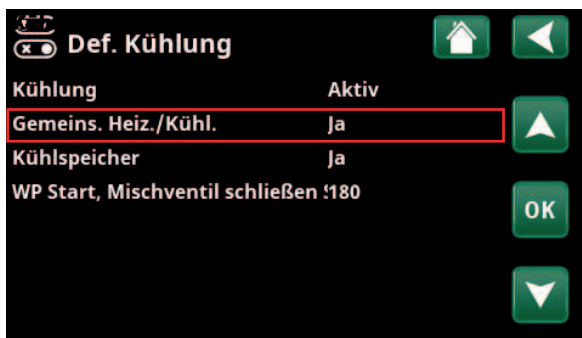 Def. Kühlung
Kühlung Aktiv
Gemeins. Heiz./Kühl. Ja
Kühlspeicher Ja
WP Start, Mischventil schließen 180
OK